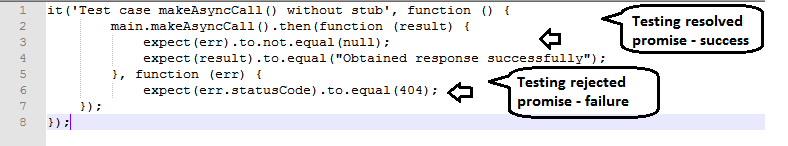 1 it('Test case makeAsyncCall() without stub', function () {
2 main.makeAsyncCall().then(function (result) {
3 expect(err).to.not.equal(null);
4 expect(result).to.equal("Obtained response successfully");
5 }, function (err) {
6 expect(err.statusCode).to.equal(404);
7 });
8 });
Testing resolved
promise - success
Testing rejected
promise - failure